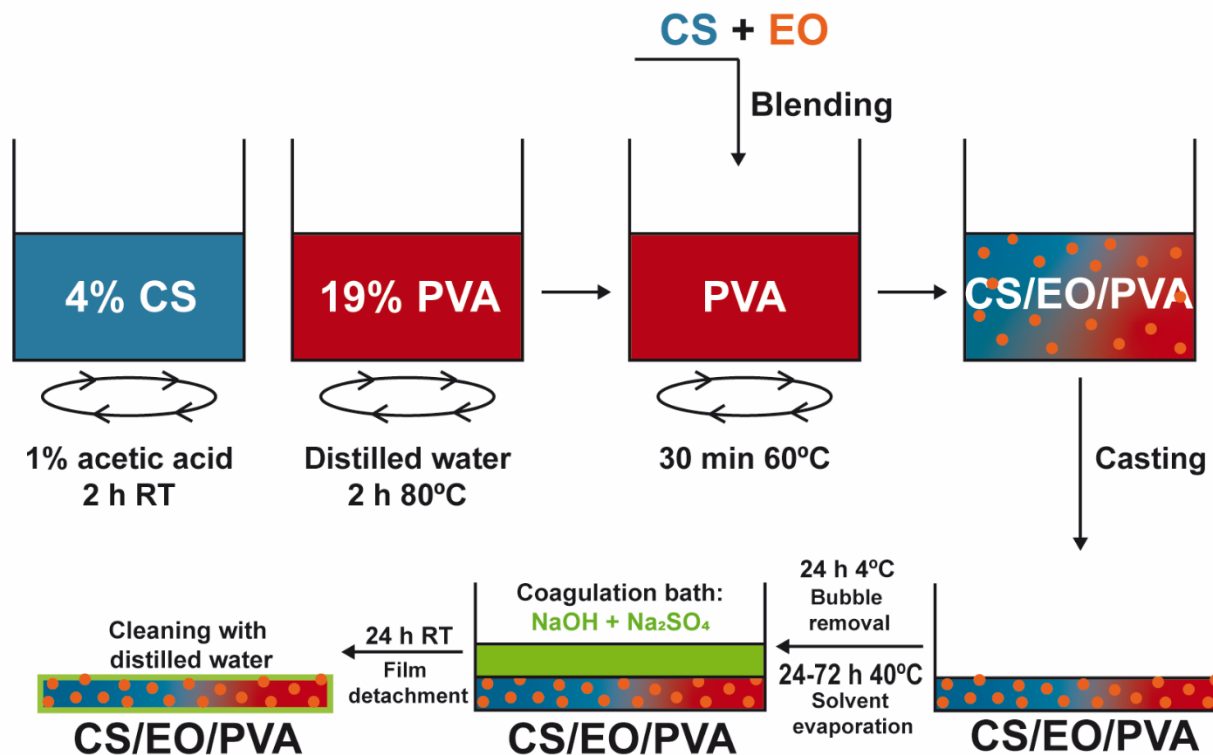 CS + EO
Blending
4% CS
19% PVA
PVA
CS/EO/PVA
1% acetic acid
2 h RT
Distilled water
2 h 80ºC
30 min 60ºC
Casting
24 h 4ºC
Bubble
removal
24-72 h 40ºC
Solvent
evaporation
CS/EO/PVA
Coagulation bath:
NaOH + Na₂SO₄
CS/EO/PVA
24 h RT
Film
detachment
Cleaning with
distilled water
CS/EO/PVA